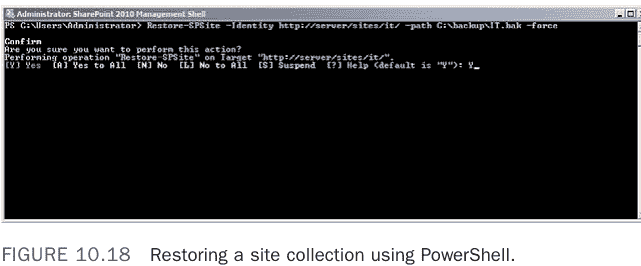 Administrator: SharePoint 2010 Management Shell
PS C:\Users\Administrator> Restore-SPSite -Identity http://server/sites/it/ -path C:\backup\IT.bak -force
Confirm
Are you sure you want to perform this action?
Performing operation "Restore-SPSite" on Target "http://server/sites/it/".
[Y] Yes [A] Yes to All [N] No [L] No to All [S] Suspend [?] Help (default is "Y"): Y_
FIGURE 10.18 Restoring a site collection using PowerShell.